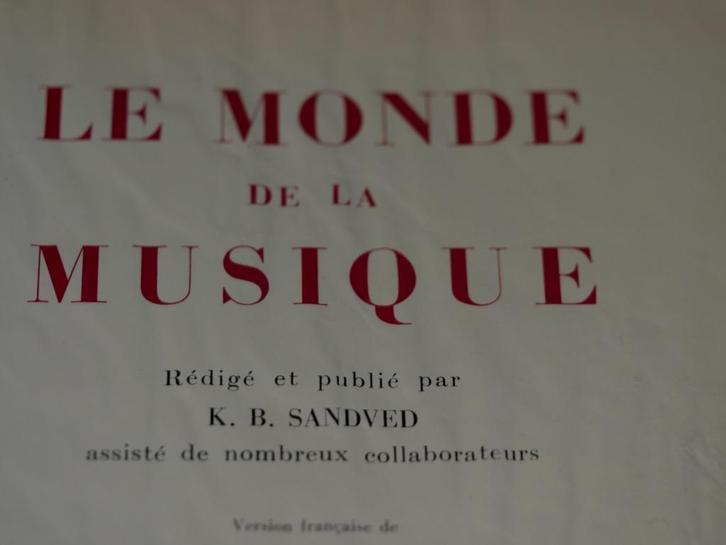 LE MONDE
DE LA
MUSIQUE
Rédigé et publié par
K. B. SANDVED
assisté de nombreux collaborateurs
Version française de